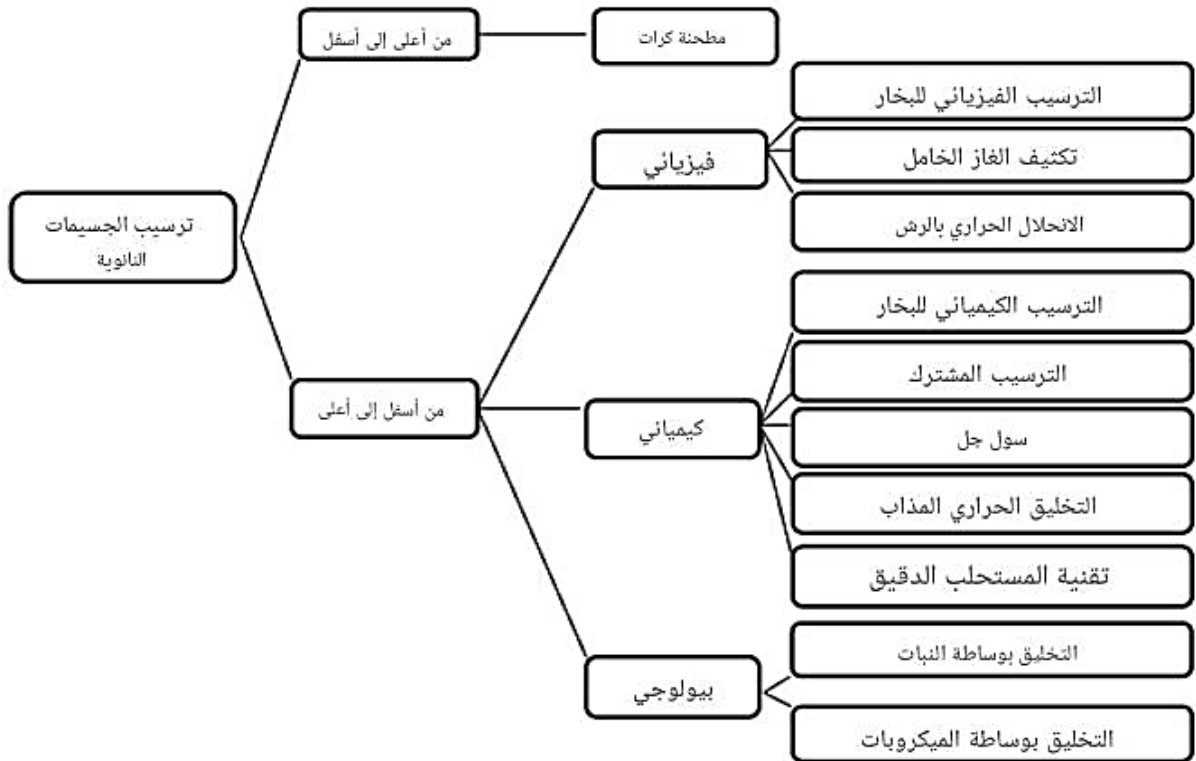 من أعلى إلى أسفل
مطحنة كرات
الترسيب الفيزيائي للبخار
فيزيائي
تكثيف الغاز الخامل
ترسيب الجسيمات
النانوية
الانحلال الحراري بالرش
الترسيب الكيميائي للبخار
الترسيب المشترك
من أسفل إلى أعلى
كيميائي
سول جل
التخليق الحراري المذاب
تقنية المستحلب الدقيق
التخليق بوساطة النبات
بيولوجي
التخليق بوساطة الميكروبات